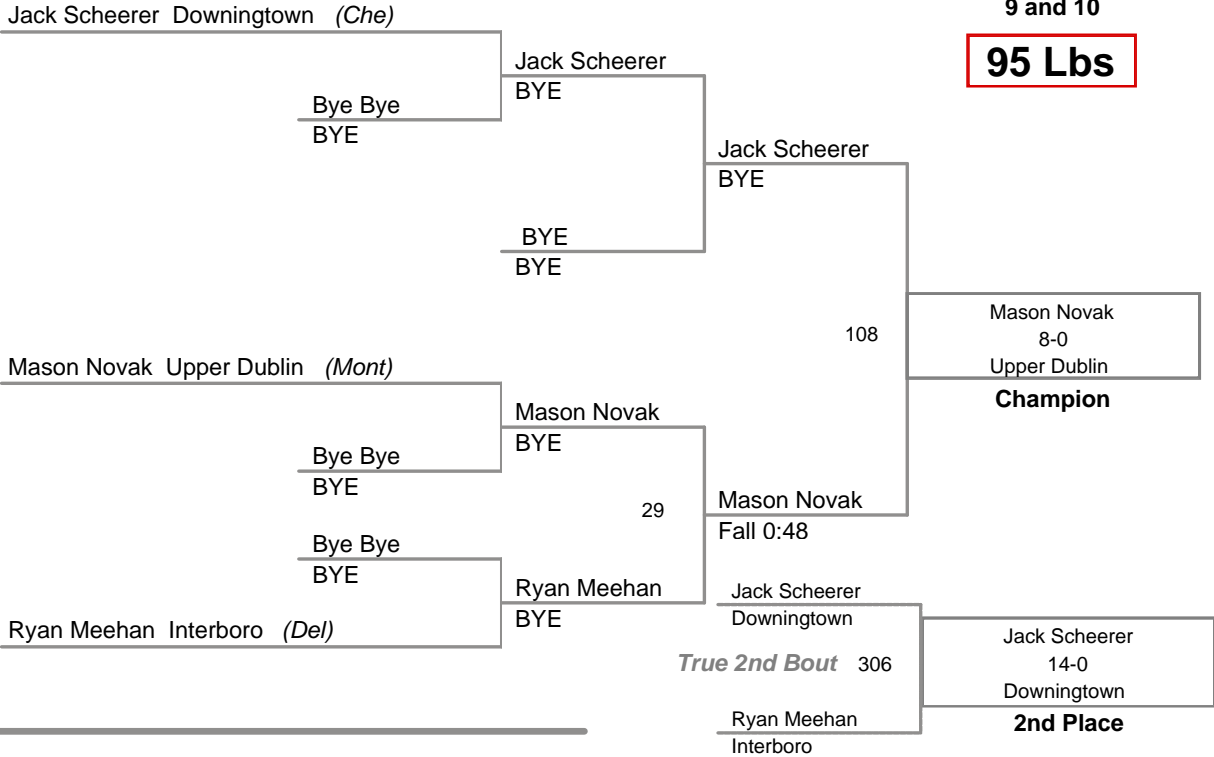 9 and 10
95 Lbs
Jack Scheerer Downingtown (Che)
Jack Scheerer
BYE
Bye Bye
BYE
Jack Scheerer
BYE
BYE
BYE
Mason Novak
8-0
Upper Dublin
Champion
108
Mason Novak Upper Dublin (Mont)
Mason Novak
BYE
Bye Bye
BYE
29
Mason Novak
Fall 0:48
Bye Bye
BYE
Ryan Meehan
BYE
Ryan Meehan Interboro (Del)
Jack Scheerer
Downingtown
True 2nd Bout 306
Ryan Meehan
Interboro
Jack Scheerer
14-0
Downingtown
2nd Place